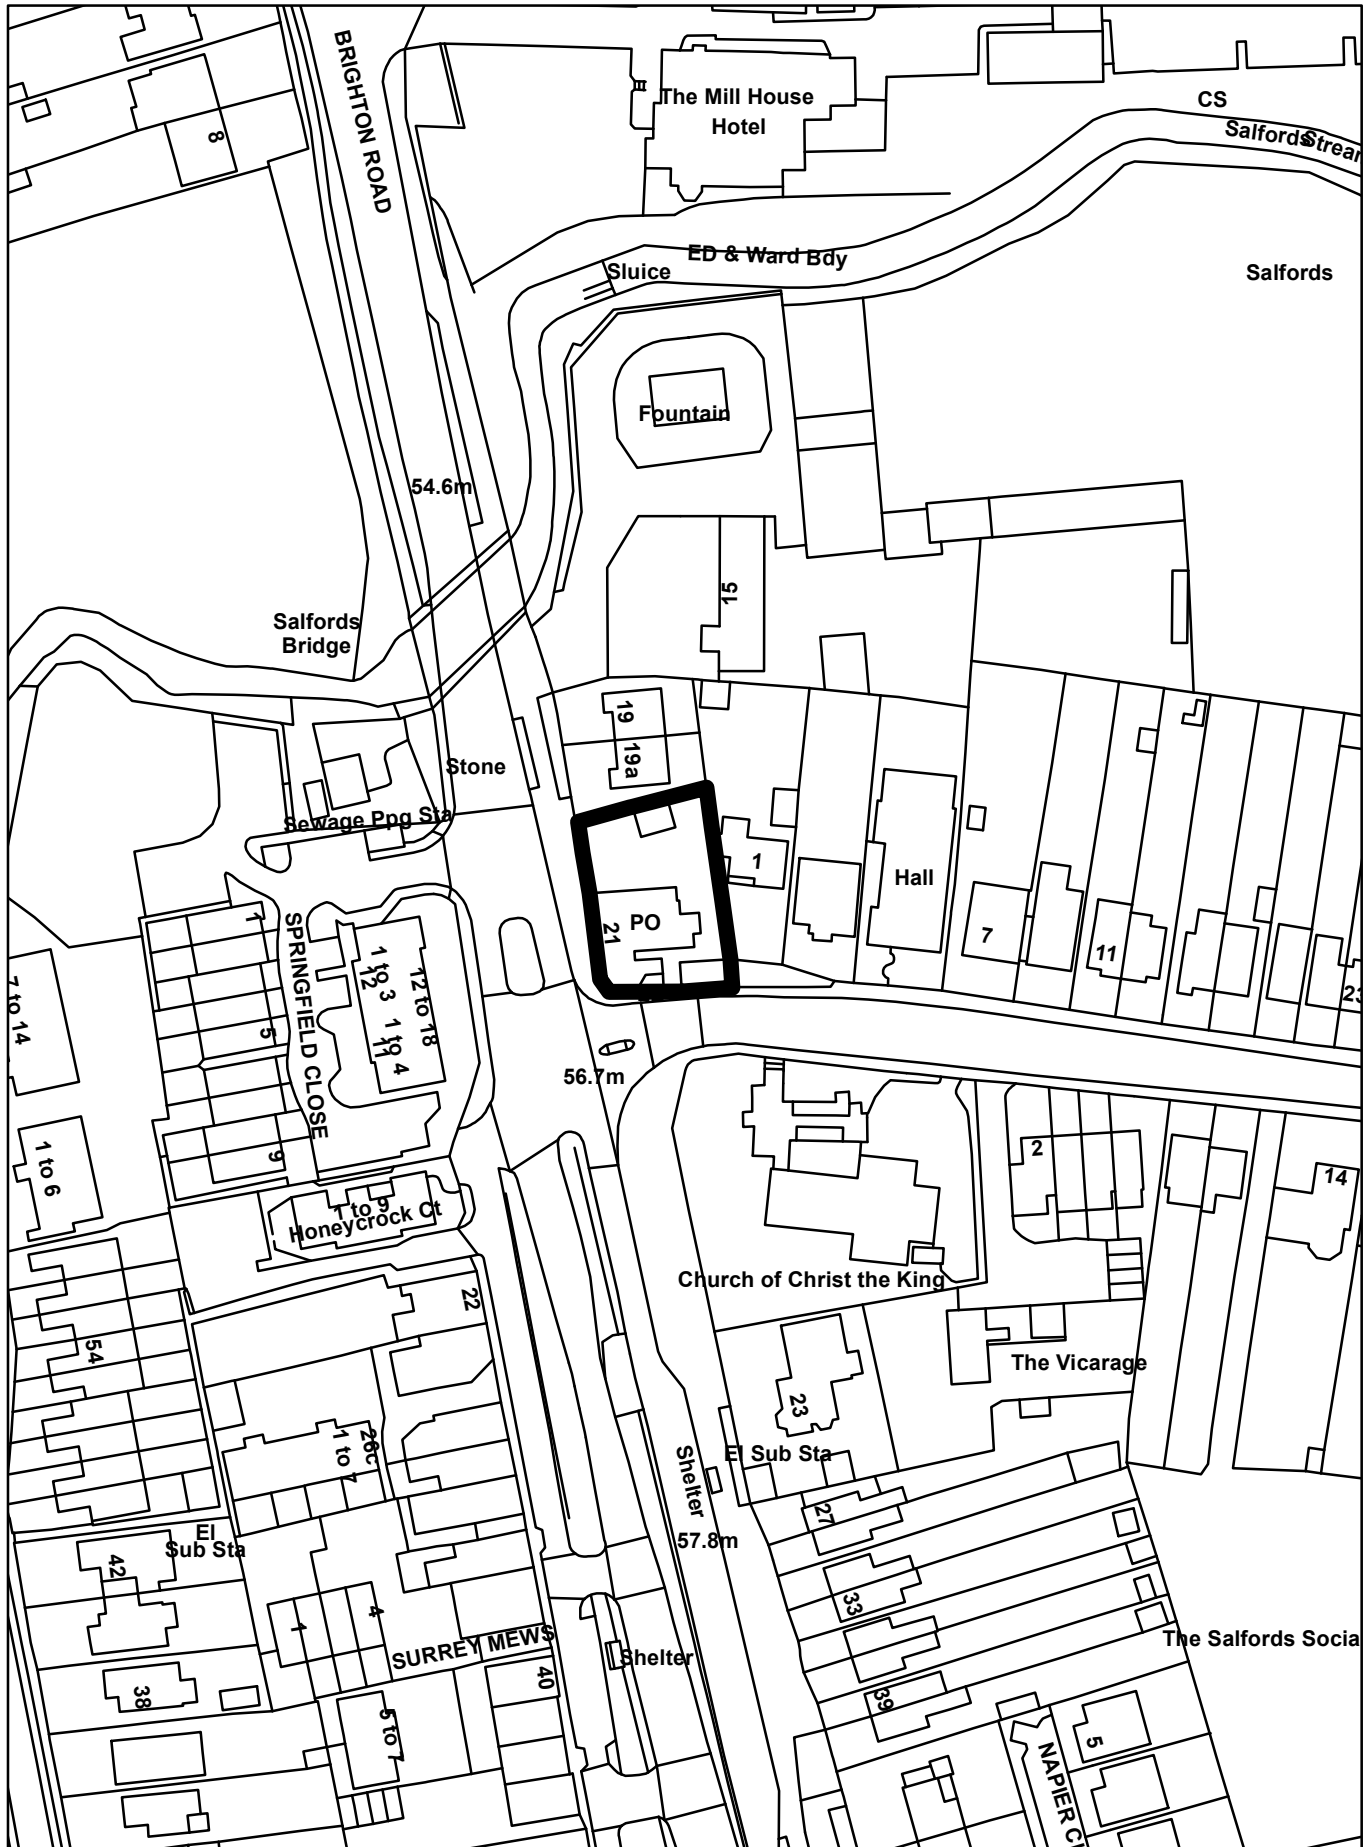 BRIGHTON ROAD
8
The Mill House
Hotel
CS
Salfords
ED & Ward Bdy
Sluice
Salfords
Fountain
54.6m
15
Salfords
Bridge
19
19a
Stone
Sewage Ppg Sta
1
Hall
PO
21
7
11
1
SPRINGFIELD CLOSE
1 to 3
12
12 to 18
1 to 4
11
5
7 to 14
56.7m
9
1 to 6
2
14
1 to 9
Honeycrock Ct
Church of Christ the King
22
The Vicarage
54
23
El Sub Sta
26c
1 to 7
Shelter
27
57.8m
El
Sub Sta
42
33
1
4
SURREY MEWS
Shelter
The Salfords Socia
38
40
39
5 to 7
5
NAPIER